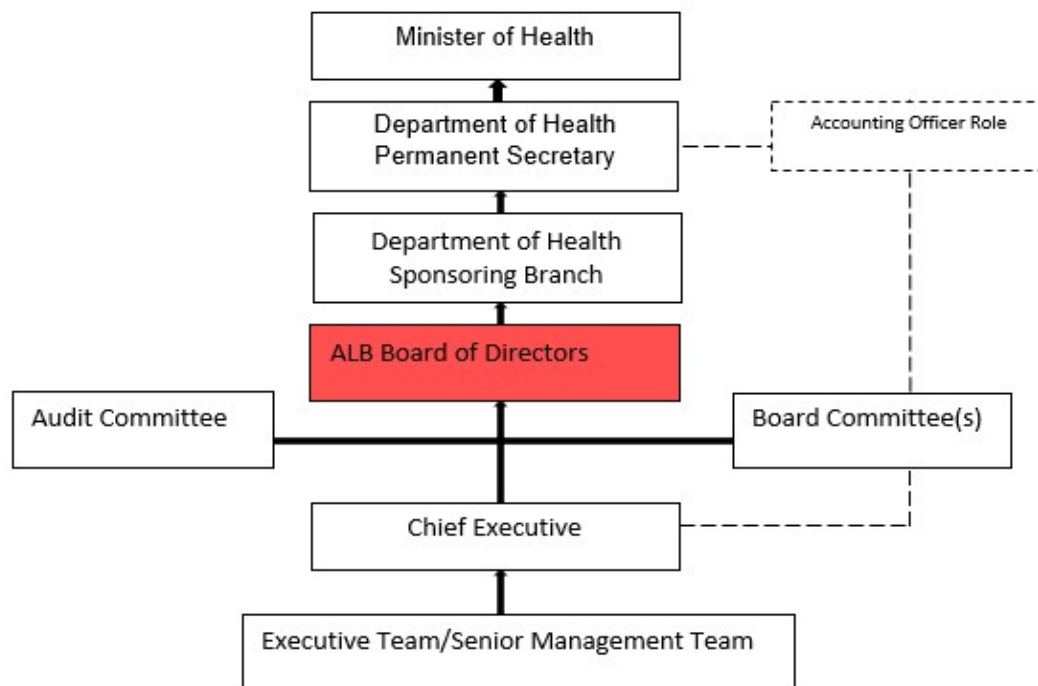 Minister of Health
Department of Health
Permanent Secretary
Accounting Officer Role
Department of Health
Sponsoring Branch
ALB Board of Directors
Audit Committee
Board Committee(s)
Chief Executive
Executive Team/Senior Management Team